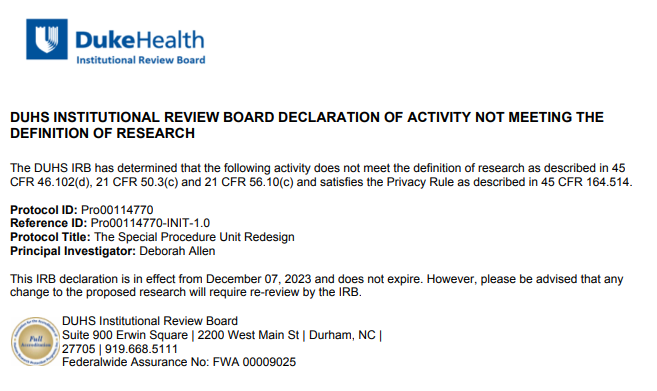 DukeHealth
Institutional Review Board
DUHS INSTITUTIONAL REVIEW BOARD DECLARATION OF ACTIVITY NOT MEETING THE
DEFINITION OF RESEARCH
The DUHS IRB has determined that the following activity does not meet the definition of research as described in 45
CFR 46.102(d), 21 CFR 50.3(c) and 21 CFR 56.10(c) and satisfies the Privacy Rule as described in 45 CFR 164.514.
Protocol ID: Pro00114770
Reference ID: Pro00114770-INIT-1.0
Protocol Title: The Special Procedure Unit Redesign
Principal Investigator: Deborah Allen
This IRB declaration is in effect from December 07, 2023 and does not expire. However, please be advised that any
change to the proposed research will require re-review by the IRB.
Full
Accreditation
DUHS Institutional Review Board
Suite 900 Erwin Square | 2200 West Main St | Durham, NC |
27705 | 919.668.5111
Federalwide Assurance No: FWA 00009025